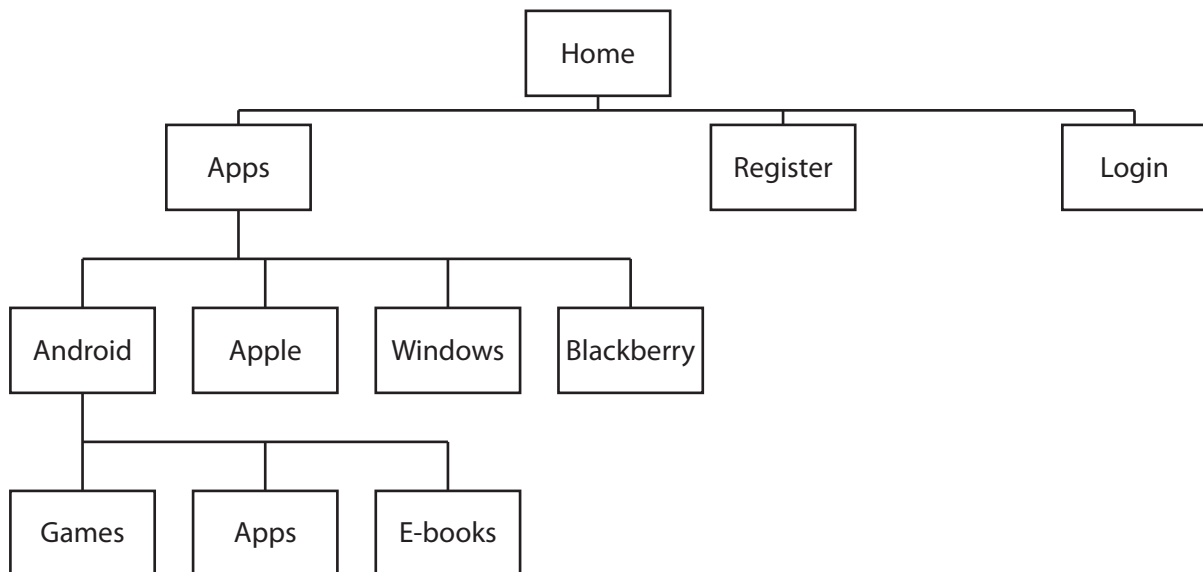 Home
Apps
Register
Login
Android
Apple
Windows
Blackberry
Games
Apps
E-books